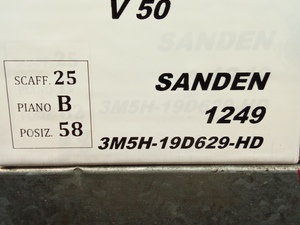 V 50
SCAFF. 25
PIANO B
POSIZ. 58
SANDEN
1249
3M5H-19D629-HD